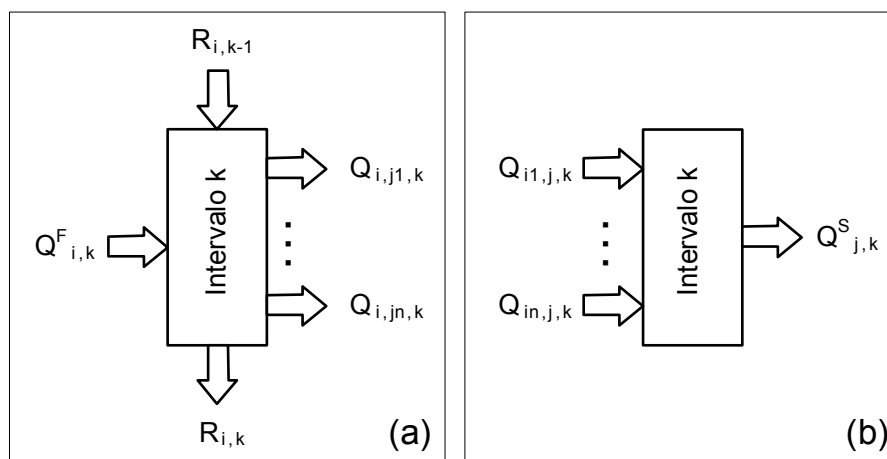 R i,k-1
Q i,j1,k
Intervalo k
Q^F i,k
Q i,jn,k
R i,k
(a)
Q i1,j,k
Intervalo k
Q^S j,k
Q in,j,k
(b)